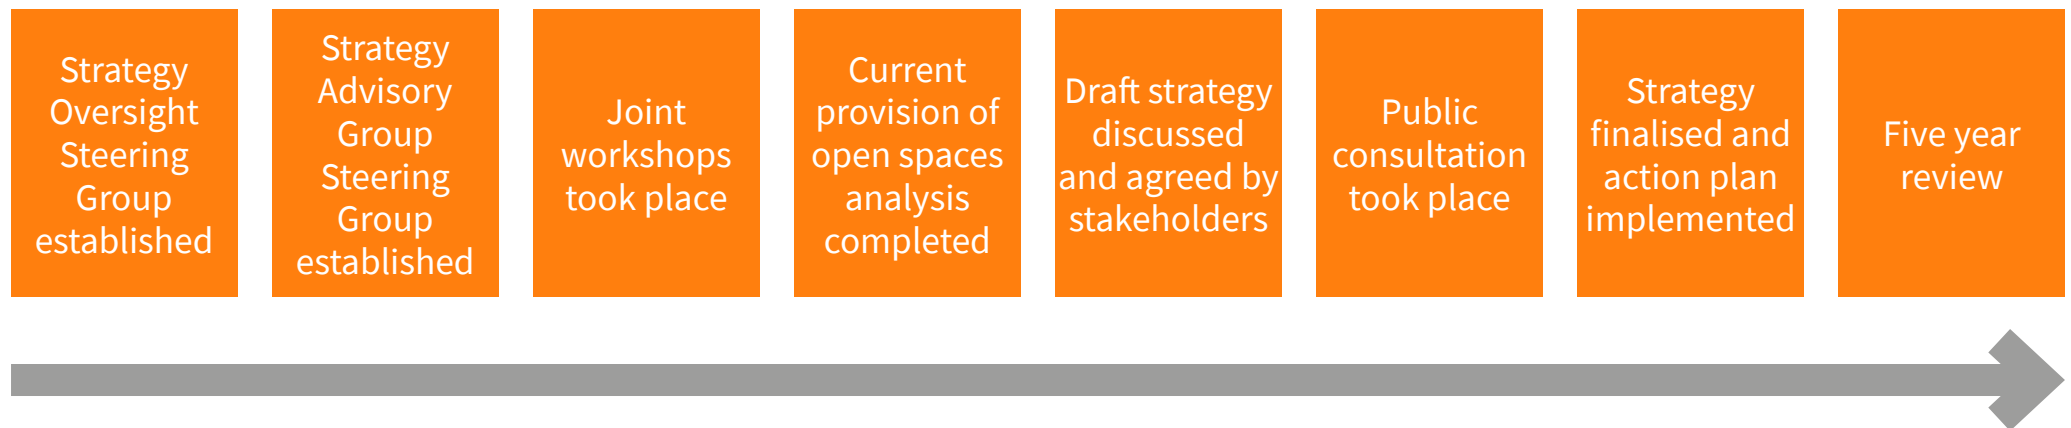 Strategy
Oversight
Steering
Group
established
Strategy
Advisory
Group
Steering
Group
established
Joint
workshops
took place
Current
provision of
open spaces
analysis
completed
Draft strategy
discussed
and agreed by
stakeholders
Public
consultation
took place
Strategy
finalised and
action plan
implemented
Five year
review